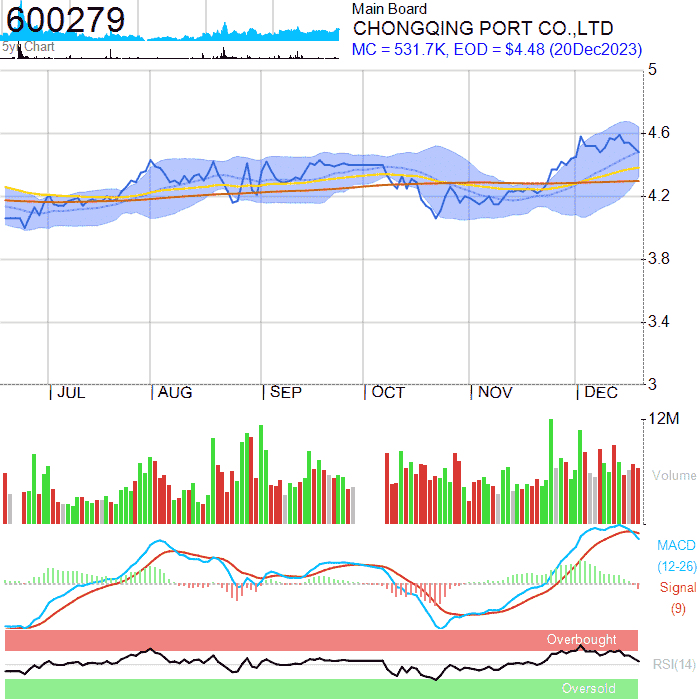 600279
5yr Chart
Main Board
CHONGQING PORT CO.,LTD
MC = 531.7K, EOD = $4.48 (20Dec2023)
5
4.6
4.2
3.8
3.4
3
JUL AUG SEP OCT NOV DEC
12M
Volume
MACD
(12-26)
Signal
(9)
Overbought
RSI(14)
Oversold